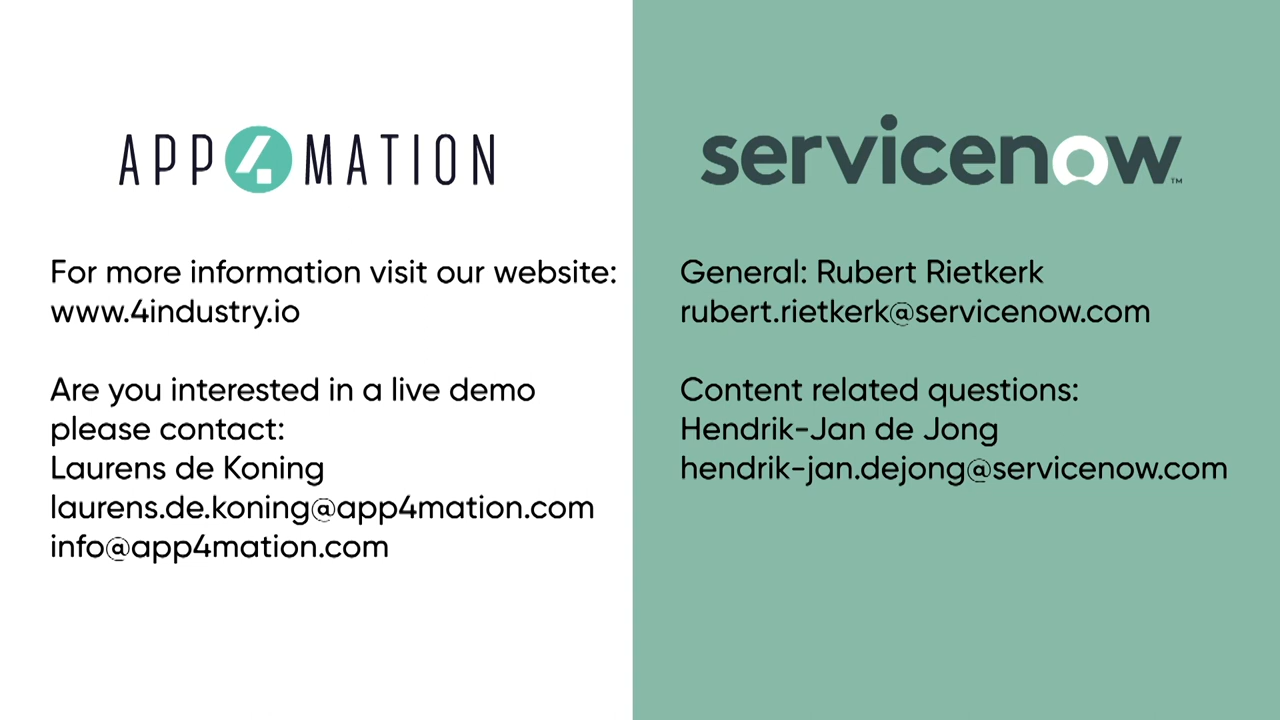 APP4MATION
For more information visit our website:
www.4industry.io
Are you interested in a live demo
please contact:
Laurens de Koning
laurens.de.koning@app4mation.com
info@app4mation.com
servicenow™
General: Rubert Rietkerk
rubert.rietkerk@servicenow.com
Content related questions:
Hendrik-Jan de Jong
hendrik-jan.dejong@servicenow.com